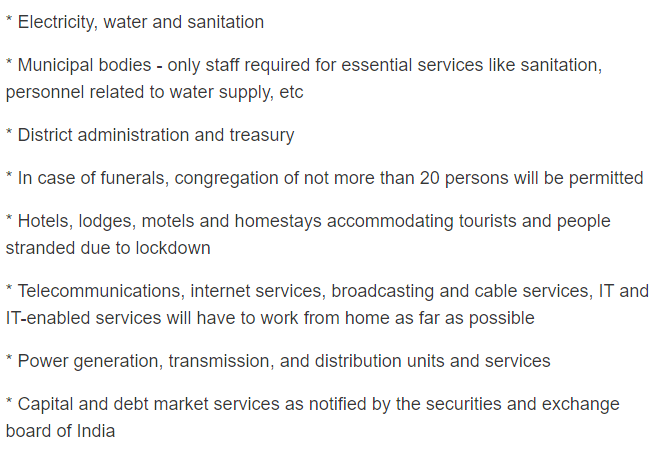 * Electricity, water and sanitation
* Municipal bodies - only staff required for essential services like sanitation,
personnel related to water supply, etc
* District administration and treasury
* In case of funerals, congregation of not more than 20 persons will be permitted
* Hotels, lodges, motels and homestays accommodating tourists and people
stranded due to lockdown
* Telecommunications, internet services, broadcasting and cable services, IT and
IT-enabled services will have to work from home as far as possible
* Power generation, transmission, and distribution units and services
* Capital and debt market services as notified by the securities and exchange
board of India